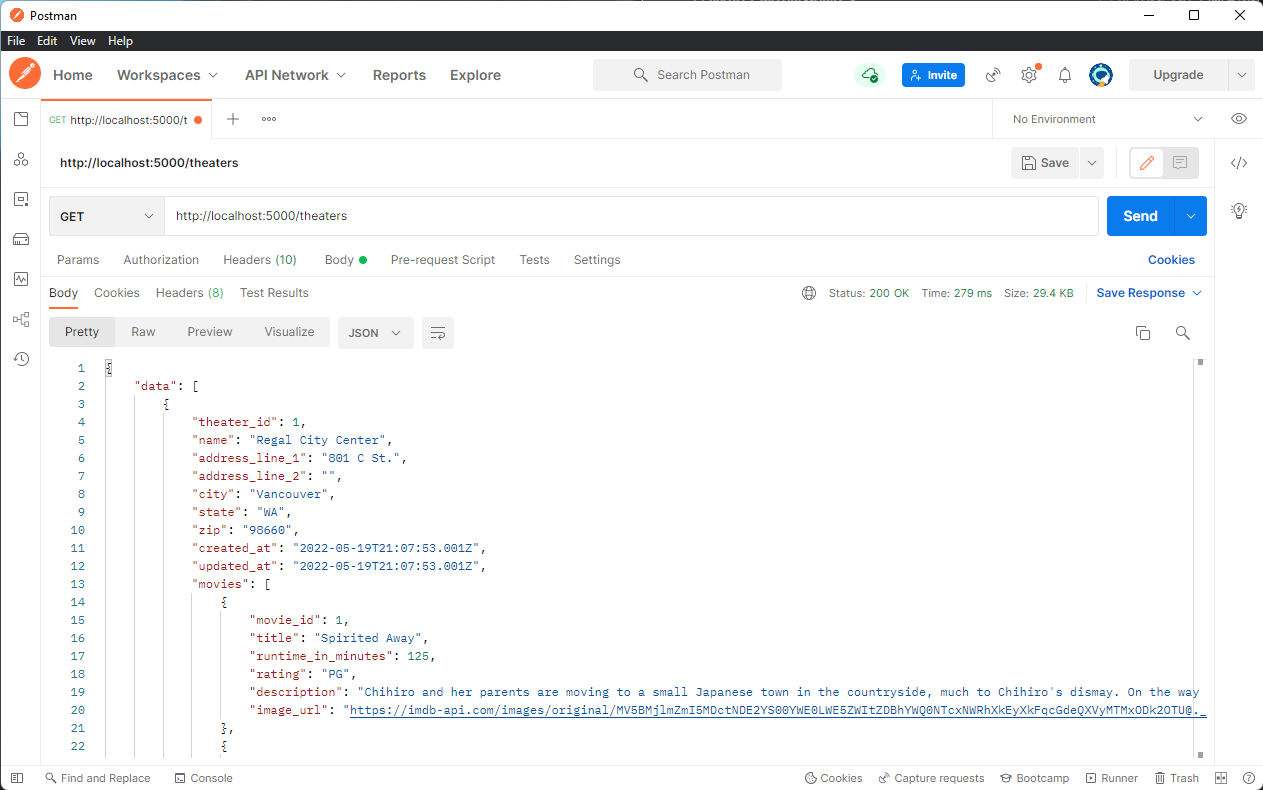 Postman
File Edit View Help
Home Workspaces API Network Reports Explore Search Postman Invite Upgrade
GET http://localhost:5000/t No Environment
http://localhost:5000/theaters Save
GET http://localhost:5000/theaters Send
Params Authorization Headers (10) Body Pre-request Script Tests Settings Cookies
Body Cookies Headers (8) Test Results Status: 200 OK Time: 279 ms Size: 29.4 KB Save Response
Pretty Raw Preview Visualize JSON
1 {
2 "data": [
3 {
4 "theater_id": 1,
5 "name": "Regal City Center",
6 "address_line_1": "801 C St.",
7 "address_line_2": "",
8 "city": "Vancouver",
9 "state": "WA",
10 "zip": "98660",
11 "created_at": "2022-05-19T21:07:53.001Z",
12 "updated_at": "2022-05-19T21:07:53.001Z",
13 "movies": [
14 {
15 "movie_id": 1,
16 "title": "Spirited Away",
17 "runtime_in_minutes": 125,
18 "rating": "PG",
19 "description": "Chihiro and her parents are moving to a small Japanese town in the countryside, much to Chihiro's dismay. On the way
20 "image_url": "https://imdb-api.com/images/original/MV5BMjlmZmI5MDctNDE2YS00YWE0LWE5ZWItZDBhYWQ0NTcxNWRhXkEyXkFqcGdeQXVyMTMxODk2OTU@._
21 },
22 {
Find and Replace Console Cookies Capture requests Bootcamp Runner Trash